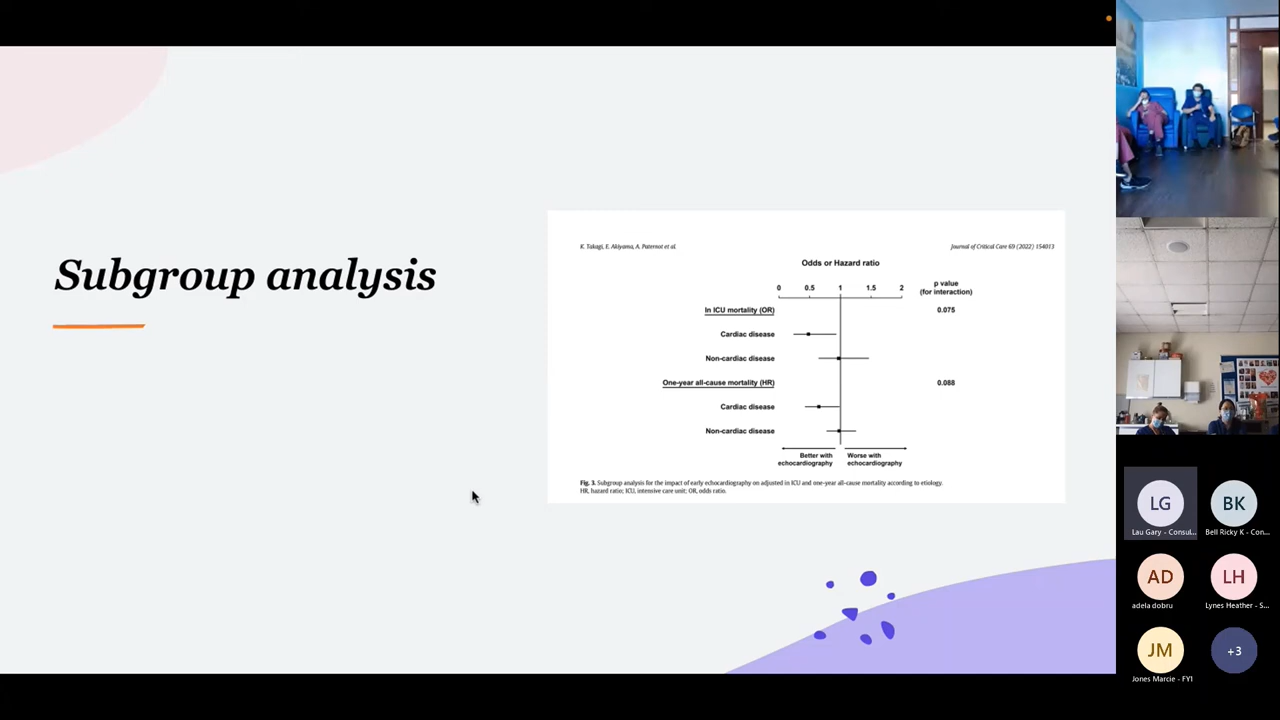 Subgroup analysis
K. Takagi, E. Akiyama, A. Paternot et al.
Journal of Critical Care 69 (2022) 154013
Odds or Hazard ratio
0 0.5 1 1.5 2
p value
(for interaction)
In ICU mortality (OR)
0.075
Cardiac disease
Non-cardiac disease
One-year all-cause mortality (HR)
0.088
Cardiac disease
Non-cardiac disease
Better with
echocardiography
Worse with
echocardiography
Fig. 3. Subgroup analysis for the impact of early echocardiography on adjusted in ICU and one-year all-cause mortality according to etiology.
HR, hazard ratio; ICU, intensive care unit; OR, odds ratio.
LG
BK
Lau Gary - Consul...
Bell Ricky K - Con...
AD
LH
adela dobru
Lynes Heather - S...
JM
+3
Jones Marcie - FYI